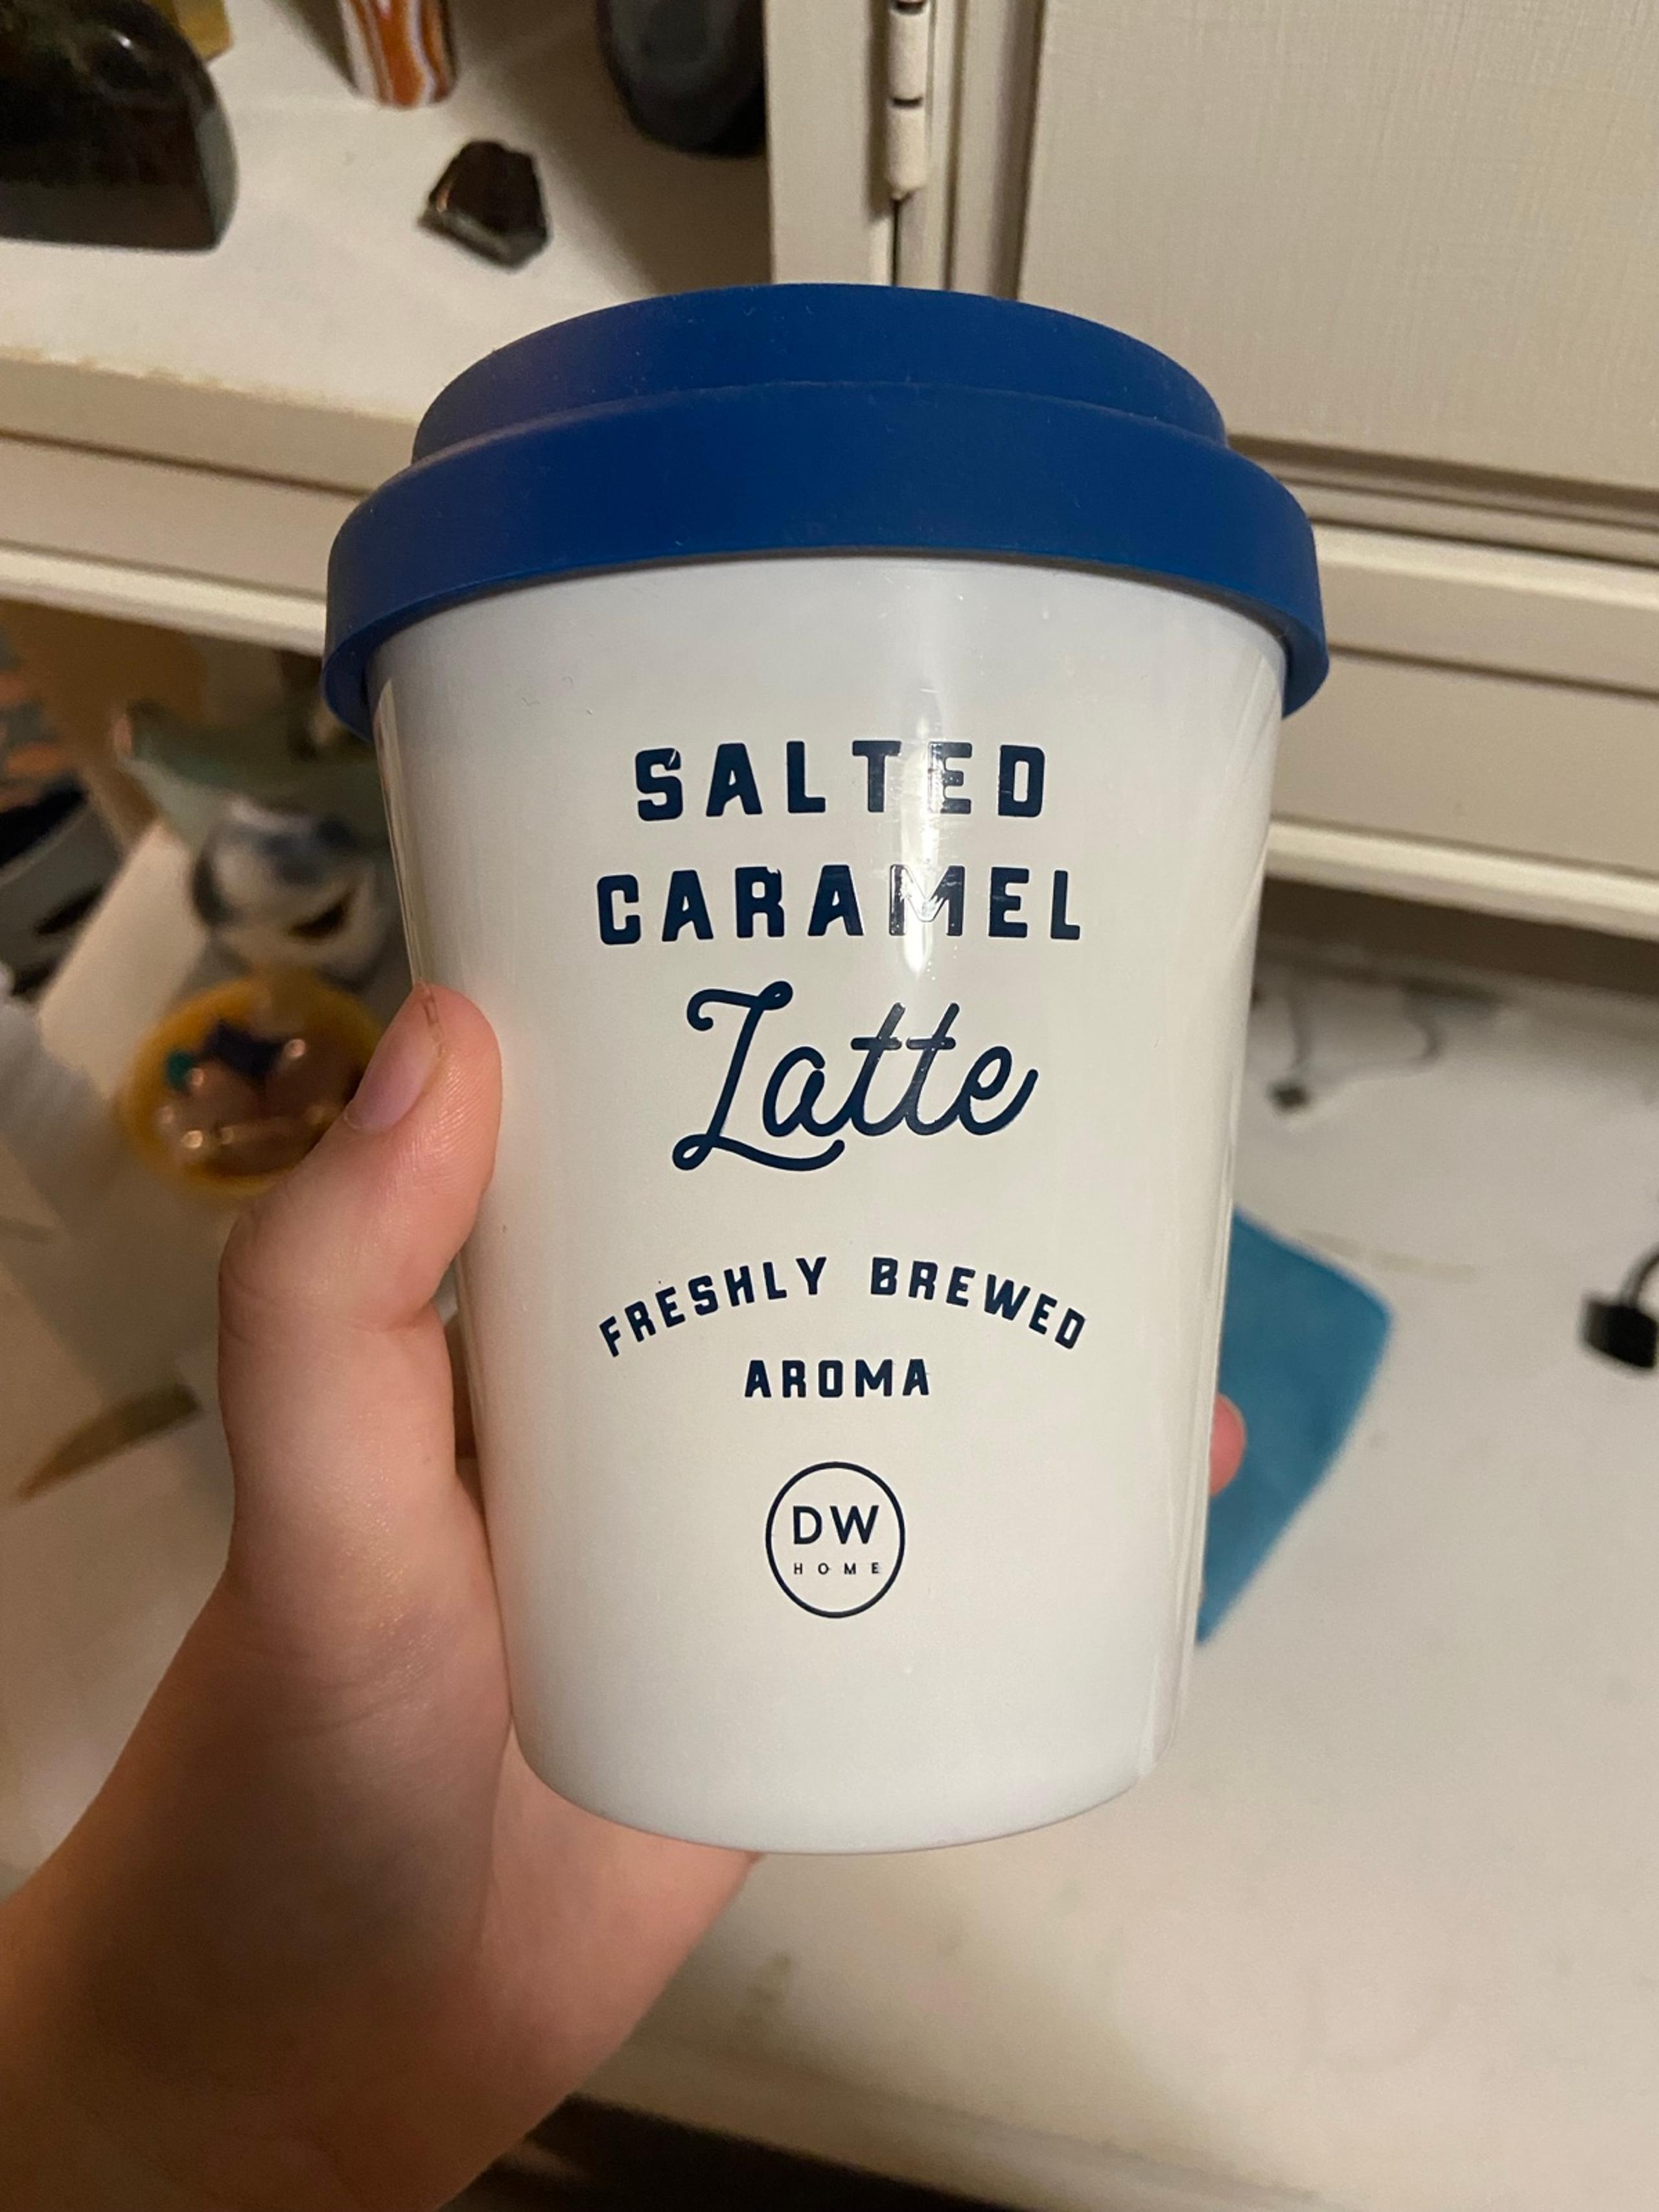 SALTED
CARAMEL
Latte
FRESHLY BREWED
AROMA
DW
HOME